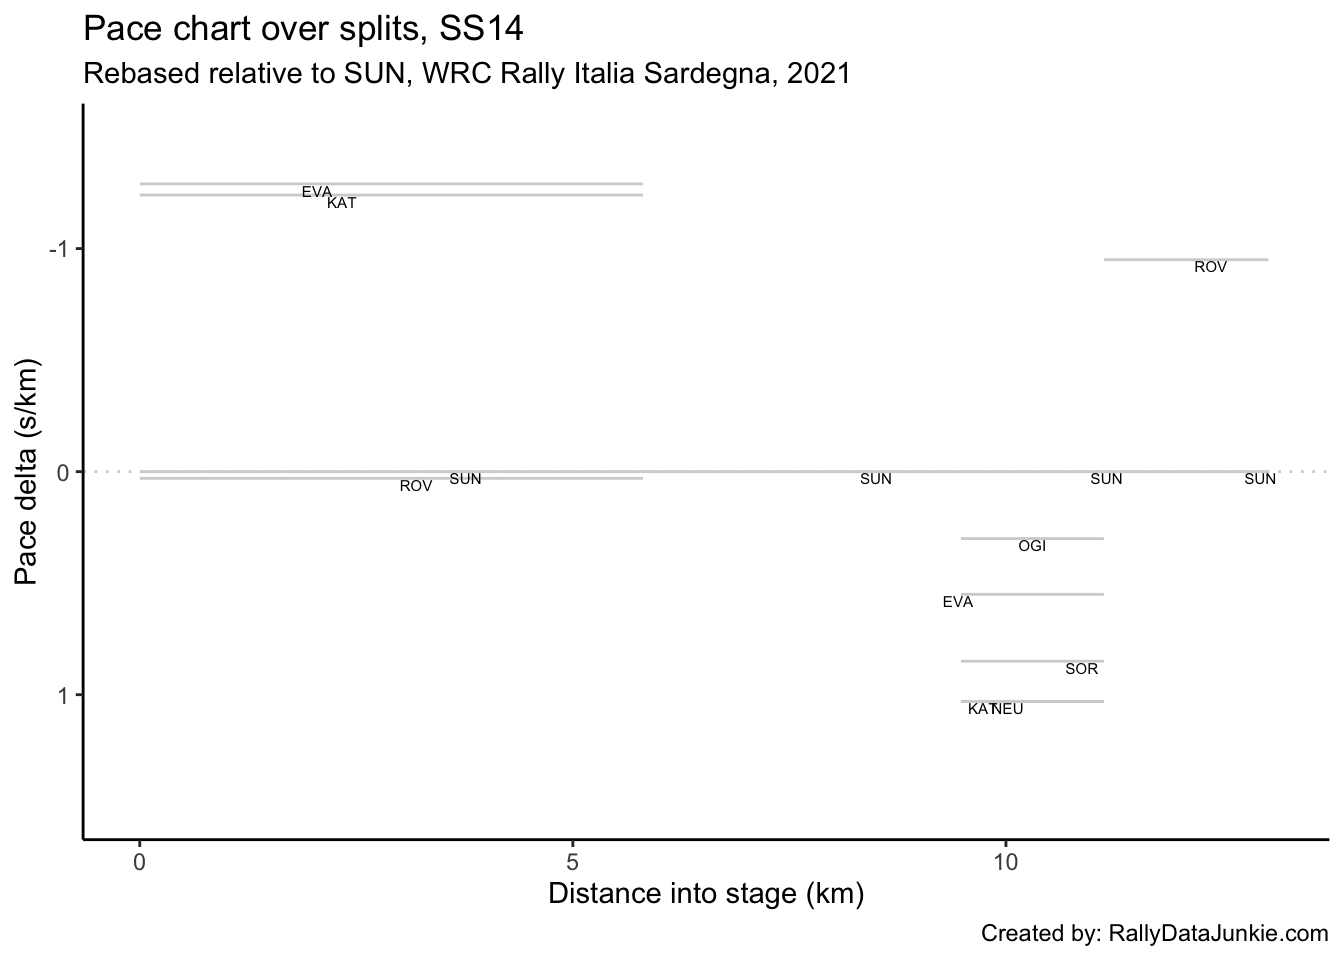 Pace chart over splits, SS14
Rebased relative to SUN, WRC Rally Italia Sardegna, 2021
Pace delta (s/km)
EVA
KAT
-1
ROV
0
SUN
SUN
SUN
SUN
ROV
OGI
EVA
SOR
1
KAT
NEU
0
5
10
Distance into stage (km)
Created by: RallyDataJunkie.com